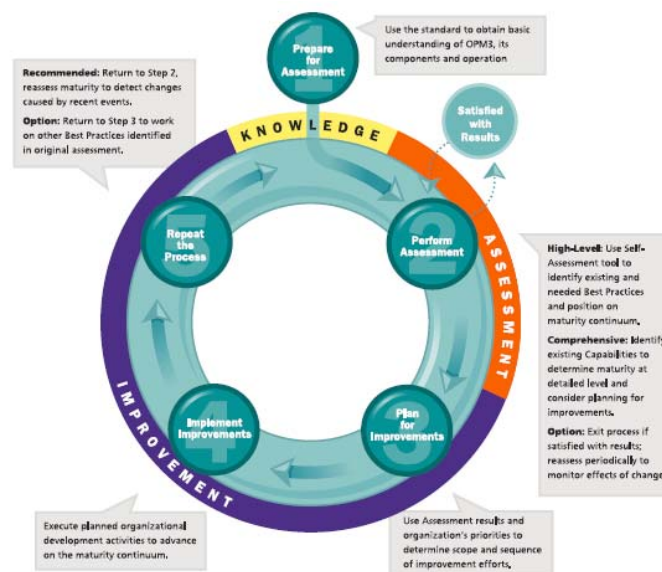 1
Prepare
for
Assessment
Use the standard to obtain basic
understanding of OPM3, its
components and operation
Recommended: Return to Step 2,
reassess maturity to detect changes
caused by recent events.
Option: Return to Step 3 to work
on other Best Practices identified
in original assessment.
KNOWLEDGE
Satisfied
with
Results
5
Repeat
the
Process
2
Perform
Assessment
ASSESSMENT
High-Level: Use Self-
Assessment tool to
identify existing and
needed Best Practices
and position on
maturity continuum.
Comprehensive: Identify
existing Capabilities to
determine maturity at
detailed level and
consider planning for
improvements.
Option: Exit process if
satisfied with results;
reassess periodically to
monitor effects of change
IMPROVEMENT
4
Implement
Improvements
3
Plan
for
Improvements
Execute planned organizational
development activities to advance
on the maturity continuum.
Use Assessment results and
organization's priorities to
determine scope and sequence
of improvement efforts.